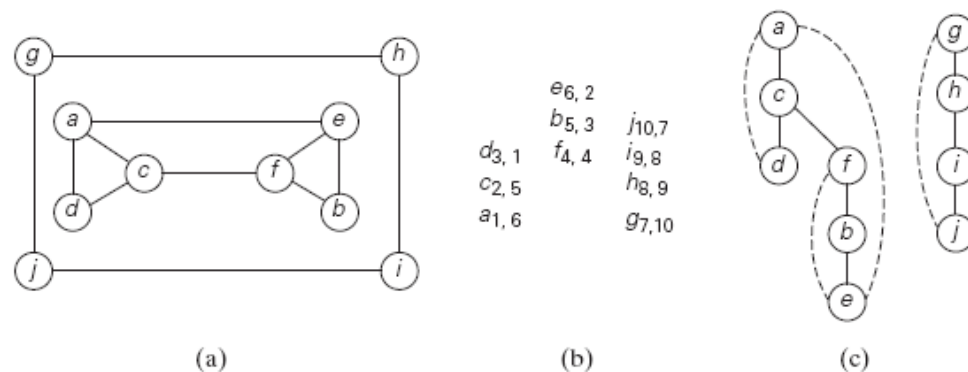 g h
a e
c f
d b
j i
(a)
e6, 2
b5, 3 j10,7
d3, 1 f4, 4 i9, 8
c2, 5 h8, 9
a1, 6 g7,10
(b)
a g
c h
d f i
b j
e
(c)